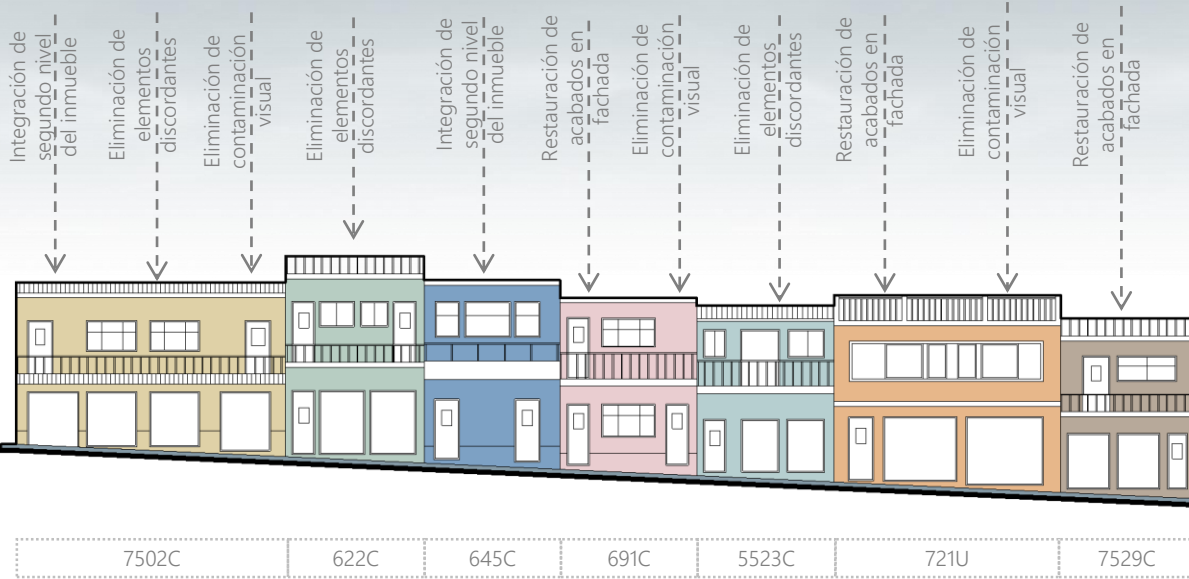 Integración de
segundo nivel
del inmueble
Eliminación de
elementos
discordantes
Eliminación de
contaminación
visual
Eliminación de
elementos
discordantes
Integración de
segundo nivel
del inmueble
Restauración de
acabados en
fachada
Eliminación de
contaminación
visual
Eliminación de
elementos
discordantes
Restauración de
acabados en
fachada
Eliminación de
contaminación
visual
Restauración de
acabados en
fachada
7502C
622C
645C
691C
5523C
721U
7529C